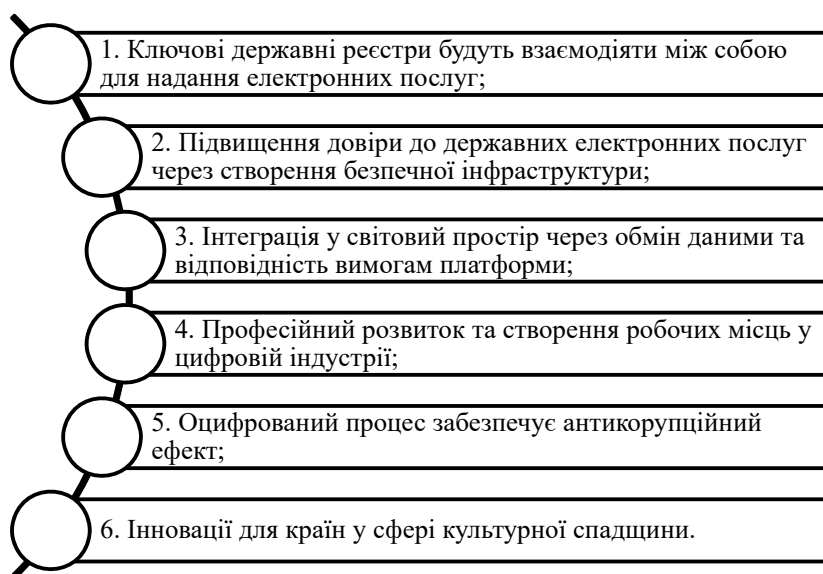 1. Ключові державні реєстри будуть взаємодіяти між собою
для надання електронних послуг;
2. Підвищення довіри до державних електронних послуг
через створення безпечної інфраструктури;
3. Інтеграція у світовий простір через обмін даними та
відповідність вимогам платформи;
4. Професійний розвиток та створення робочих місць у
цифровій індустрії;
5. Оцифрований процес забезпечує антикорупційний
ефект;
6. Інновації для країн у сфері культурної спадщини.